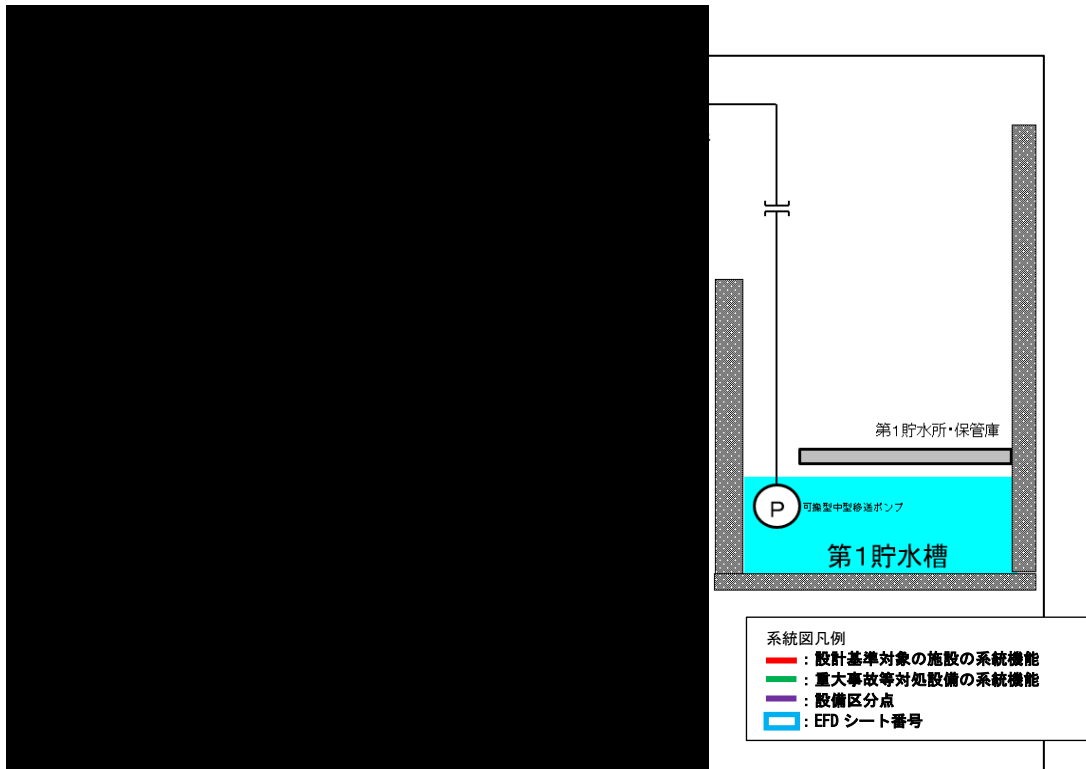 第1貯水所・保管庫
P
可搬型中型移送ポンプ
第1貯水槽
系統図凡例
：設計基準対象の施設の系統機能
：重大事故等対処設備の系統機能
：設備区分点
：EFD シート番号